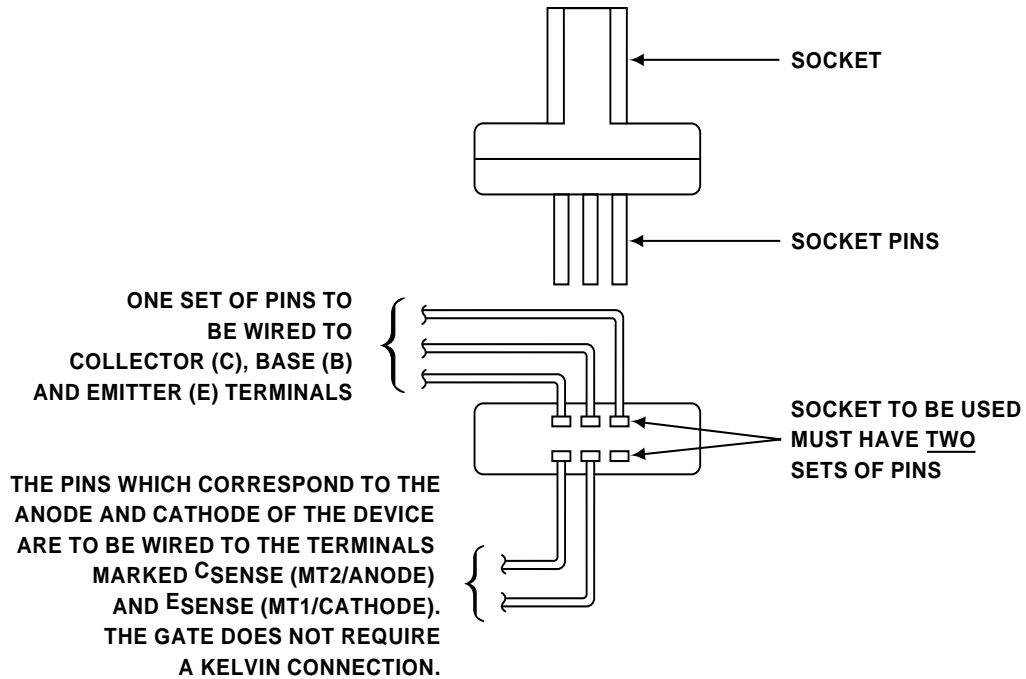 SOCKET
SOCKET PINS
ONE SET OF PINS TO
BE WIRED TO
COLLECTOR (C), BASE (B)
AND EMITTER (E) TERMINALS
SOCKET TO BE USED
MUST HAVE TWO
SETS OF PINS
THE PINS WHICH CORRESPOND TO THE
ANODE AND CATHODE OF THE DEVICE
ARE TO BE WIRED TO THE TERMINALS
MARKED CSENSE (MT2/ANODE)
AND ESENSE (MT1/CATHODE).
THE GATE DOES NOT REQUIRE
A KELVIN CONNECTION.